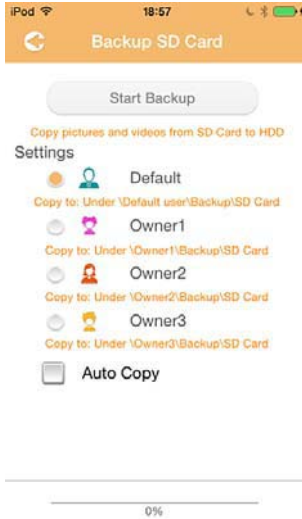 iPod 18:57
Backup SD Card
Start Backup
Copy pictures and videos from SD Card to HDD
Settings
Default
Copy to: Under \Default user\Backup\SD Card
Owner1
Copy to: Under \Owner1\Backup\SD Card
Owner2
Copy to: Under \Owner2\Backup\SD Card
Owner3
Copy to: Under \Owner3\Backup\SD Card
Auto Copy
0%